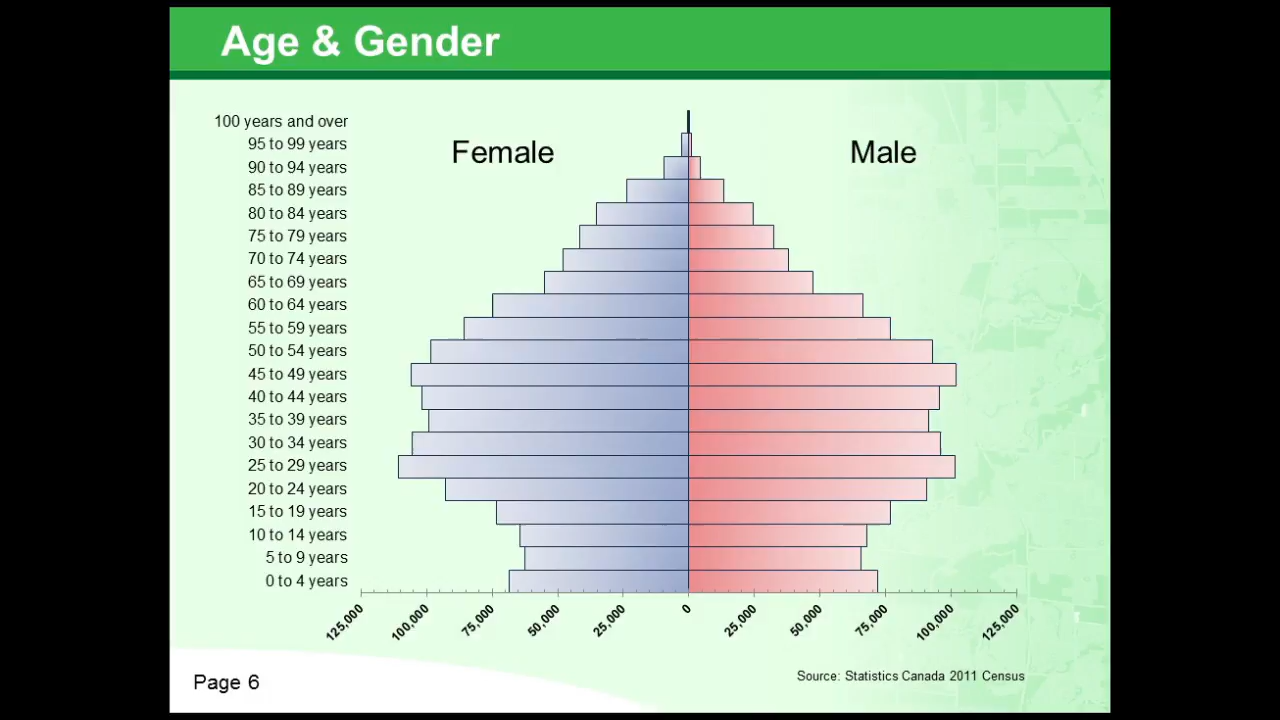 Age & Gender
100 years and over
95 to 99 years
90 to 94 years
85 to 89 years
80 to 84 years
75 to 79 years
70 to 74 years
65 to 69 years
60 to 64 years
55 to 59 years
50 to 54 years
45 to 49 years
40 to 44 years
35 to 39 years
30 to 34 years
25 to 29 years
20 to 24 years
15 to 19 years
10 to 14 years
5 to 9 years
0 to 4 years
Female
Male
125,000
100,000
75,000
50,000
25,000
0
25,000
50,000
75,000
100,000
125,000
Source: Statistics Canada 2011 Census
Page 6